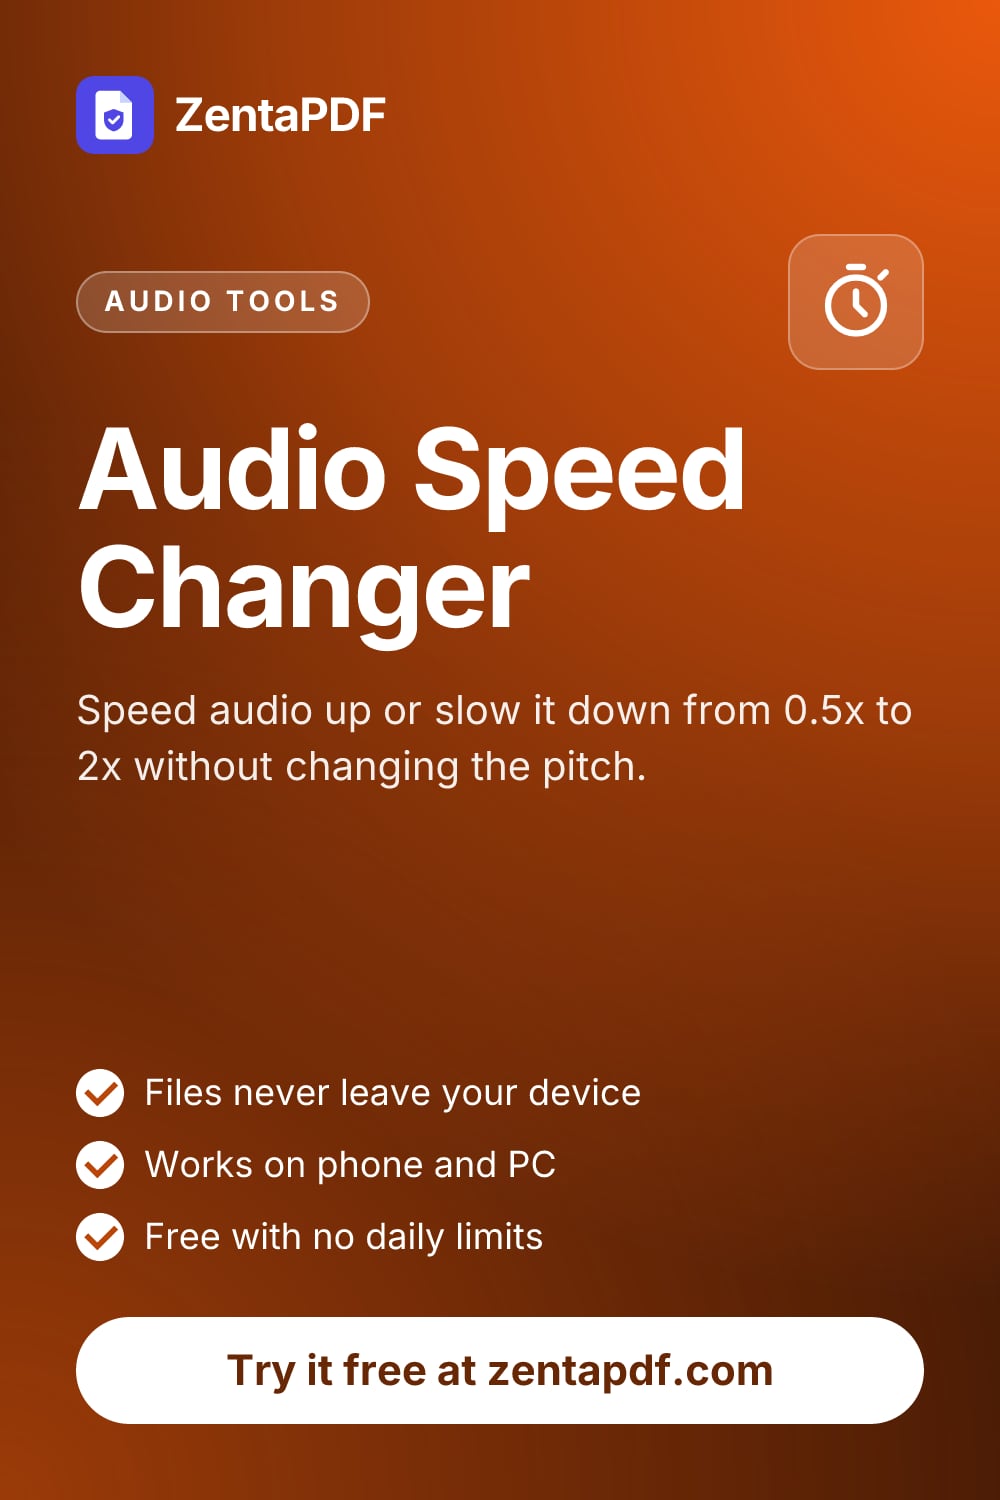 ZentaPDF
AUDIO TOOLS
Audio Speed
Changer
Speed audio up or slow it down from 0.5x to
2x without changing the pitch.
Files never leave your device
Works on phone and PC
Free with no daily limits
Try it free at zentapdf.com